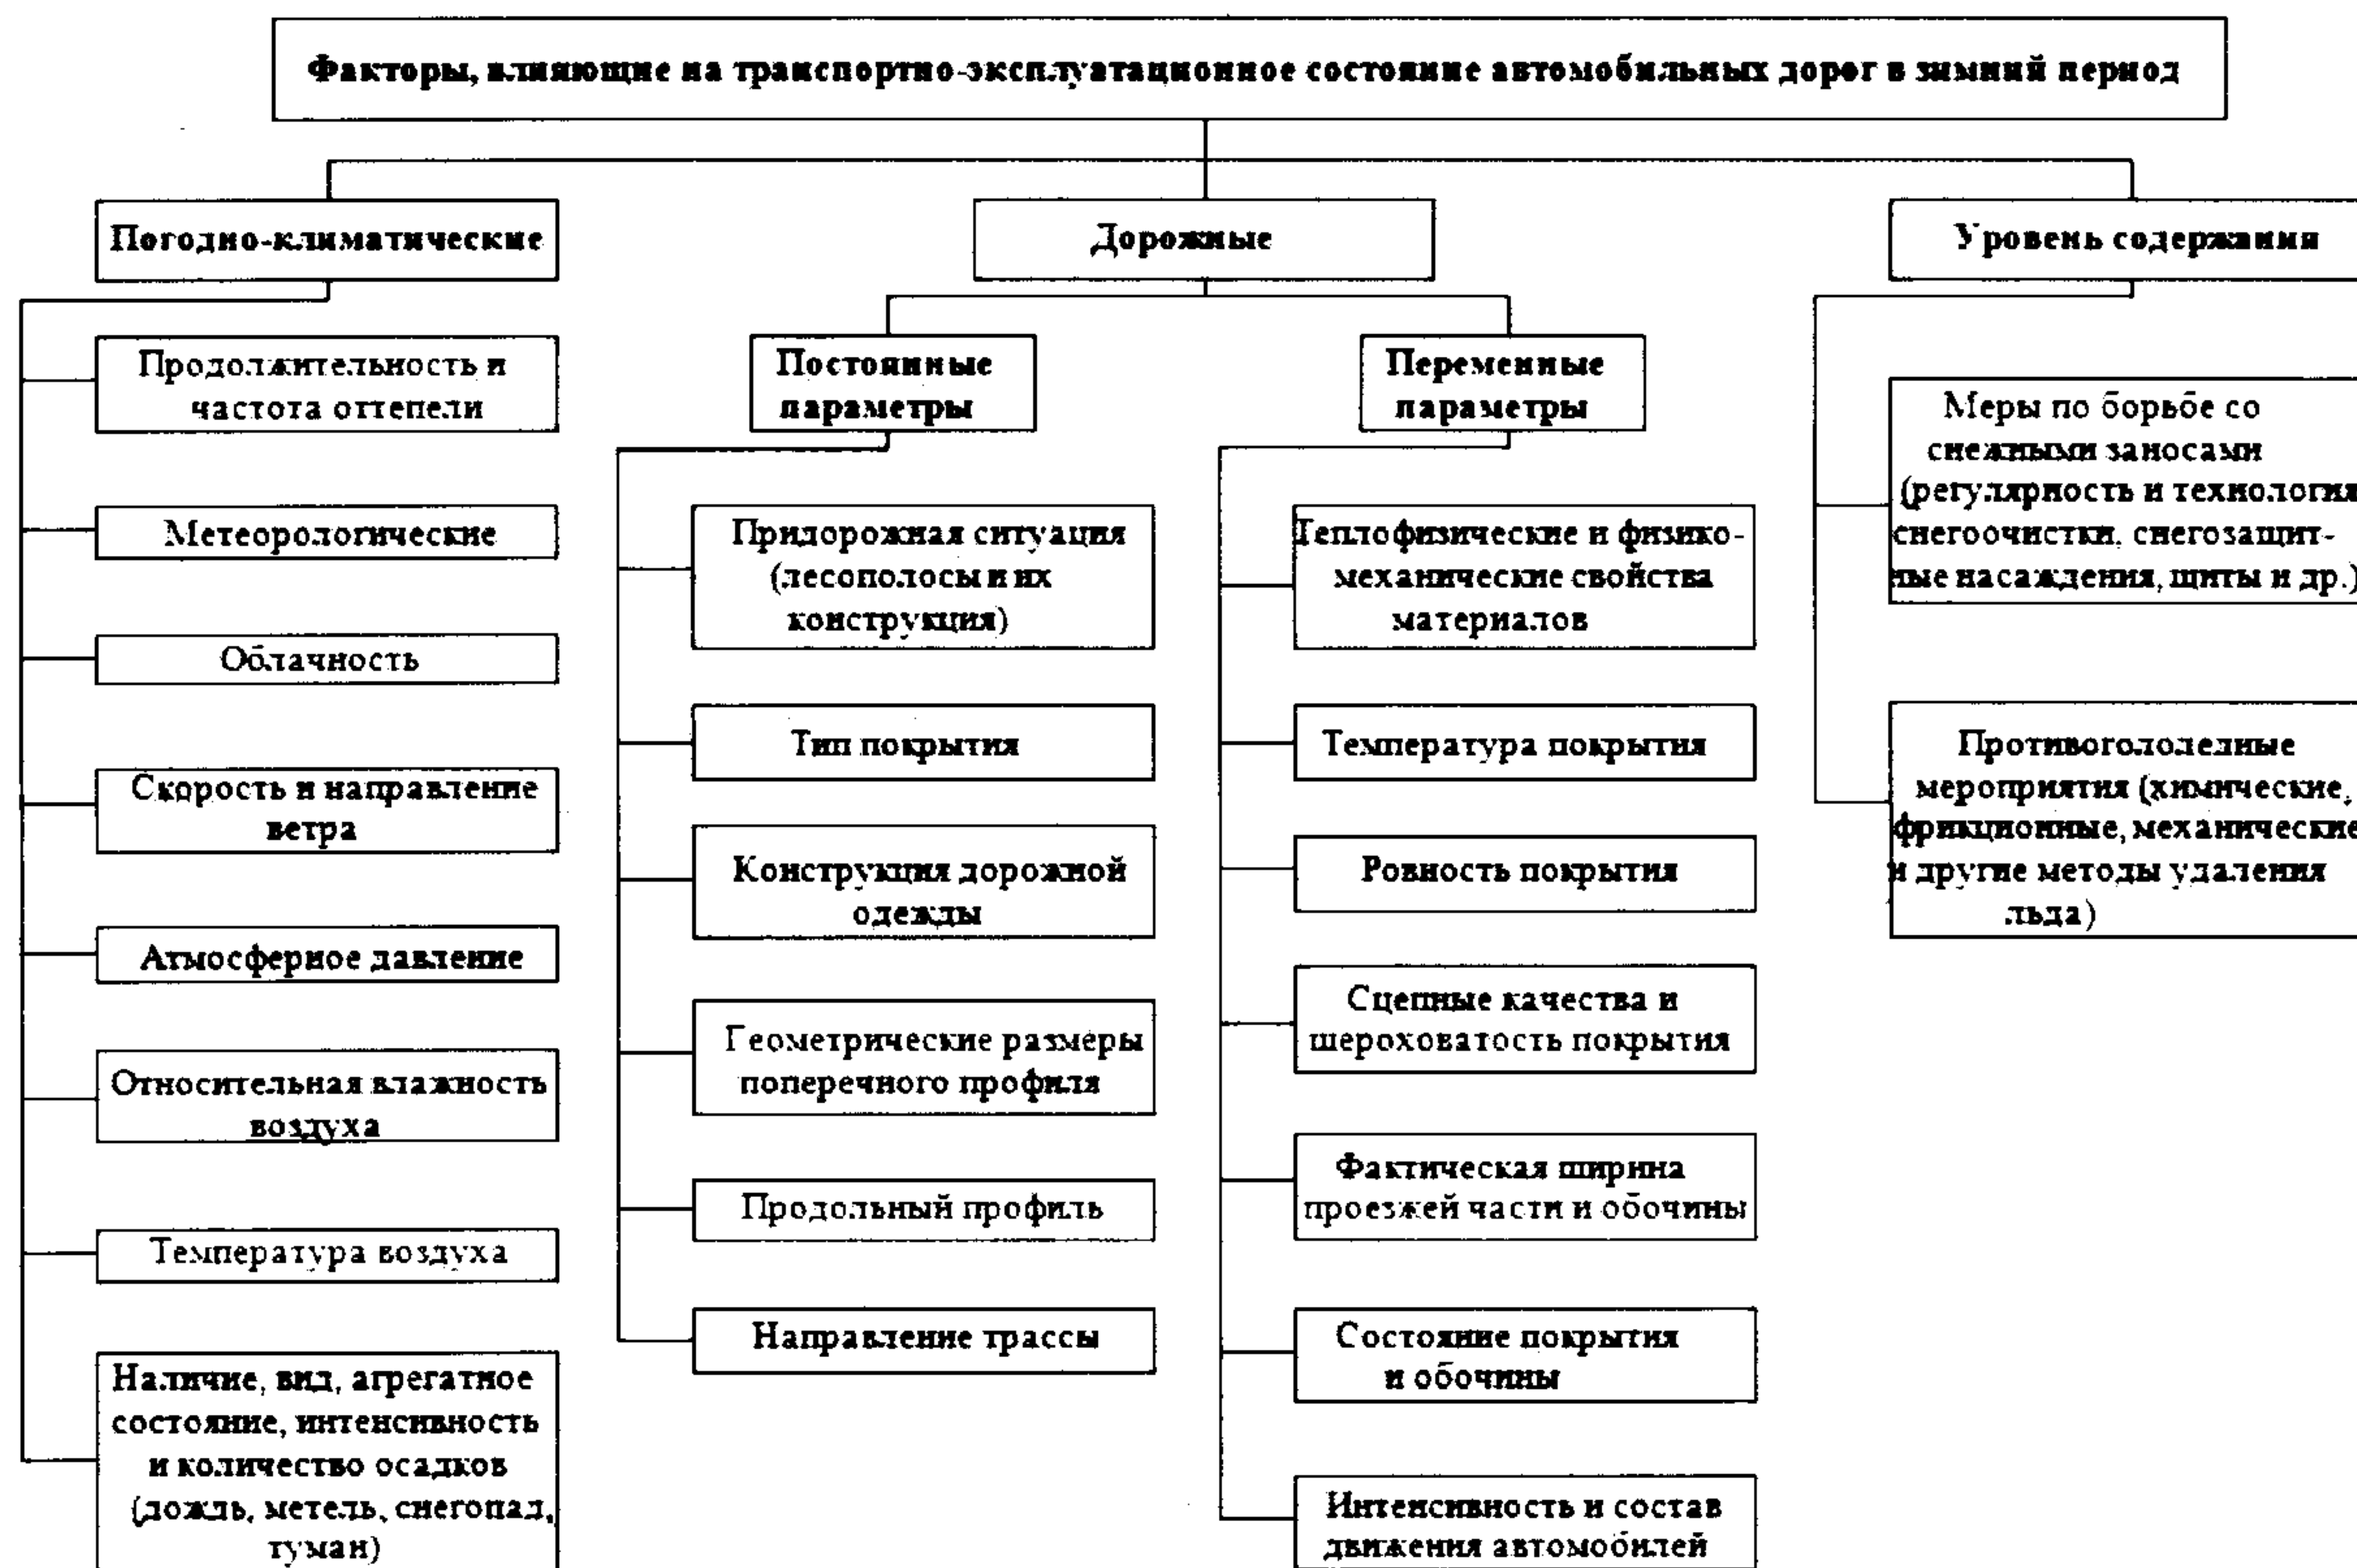 Факторы, влияющие на транспортно-эксплуатационное состояние автомобильных дорог в зимний период
Погодно-климатические
Продолжительность и
частота оттепели
Метеорологические
Облачность
Скорость и направление
ветра
Атмосферное давление
Относительная влажность
воздуха
Температура воздуха
Наличие, вид, агрегатное
состояние, интенсивность
и количество осадков
(дождь, метель, снегопад,
туман)
Дорожные
Постоянные
параметры
Придорожная ситуация
(лесополосы и их
конструкция)
Тип покрытия
Конструкция дорожной
одежды
Геометрические размеры
поперечного профиля
Продольный профиль
Направление трассы
Переменные
параметры
Теплофизические и физико-
механические свойства
материалов
Температура покрытия
Ровность покрытия
Сцепные качества и
шероховатость покрытия
Фактическая ширина
проезжей части и обочины
Состояние покрытия
и обочины
Интенсивность и состав
движения автомобилей
Уровень содержания
Меры по борьбе со
снежными заносами
(регулярность и технология
снегоочистки, снегозащит-
ные насаждения, щиты и др.)
Противогололедные
мероприятия (химические,
фрикционные, механические
и другие методы удаления
льда)